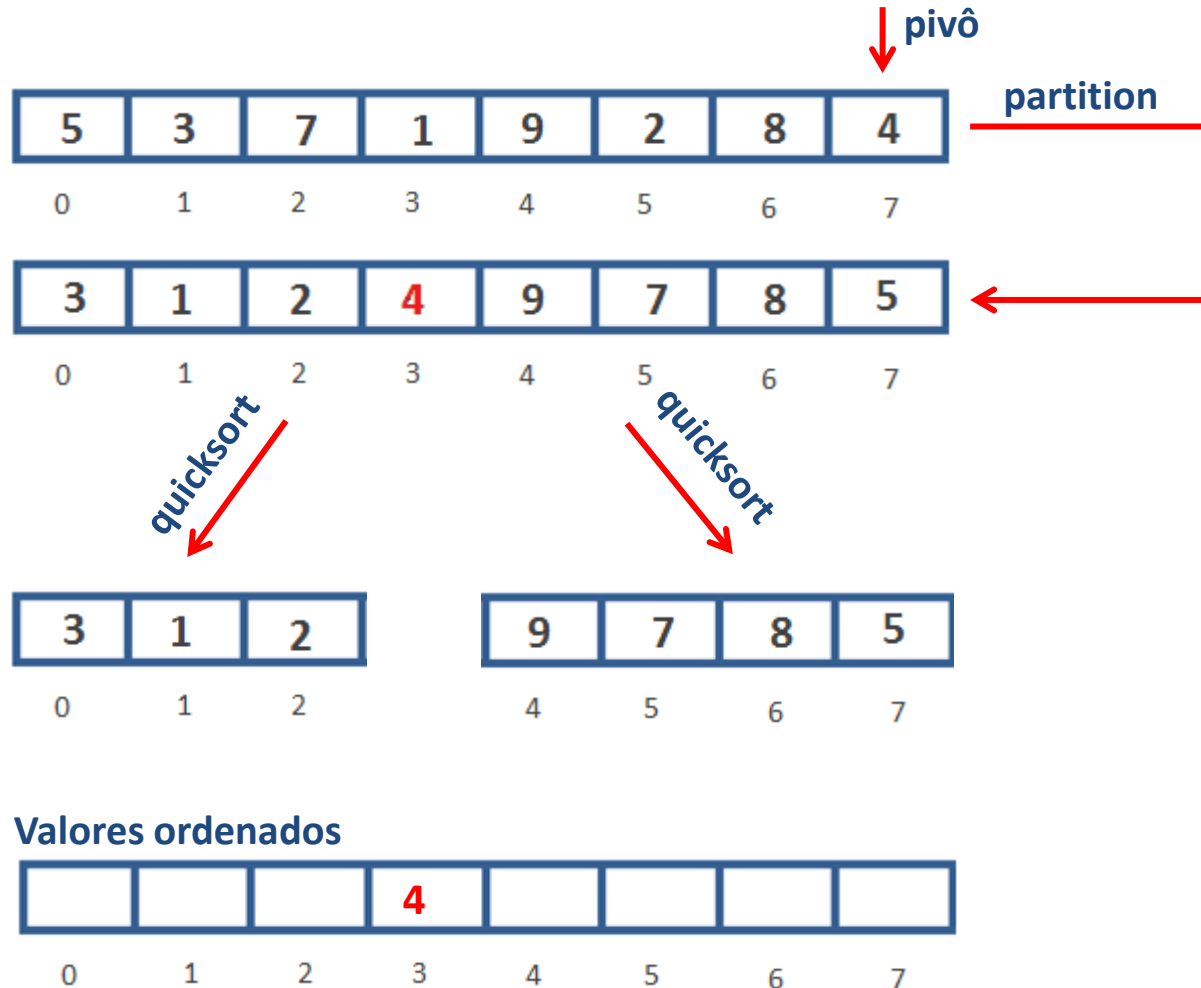 pivô
partition
5 3 7 1 9 2 8 4
0 1 2 3 4 5 6 7
3 1 2 4 9 7 8 5
0 1 2 3 4 5 6 7
quicksort
quicksort
3 1 2
9 7 8 5
0 1 2
4 5 6 7
Valores ordenados
4
0 1 2 3 4 5 6 7